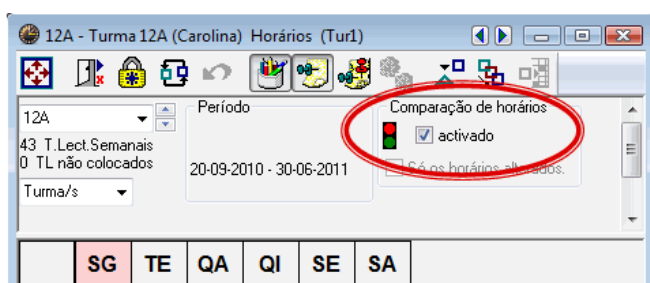 12A - Turma 12A (Carolina) Horários (Tur1)
12A
43 T.Lect.Semanais
0 TL não colocados
Turma/s
Período
20-09-2010 - 30-06-2011
Comparação de horários
activado
Só os horários alterados.
SG TE QA QI SE SA